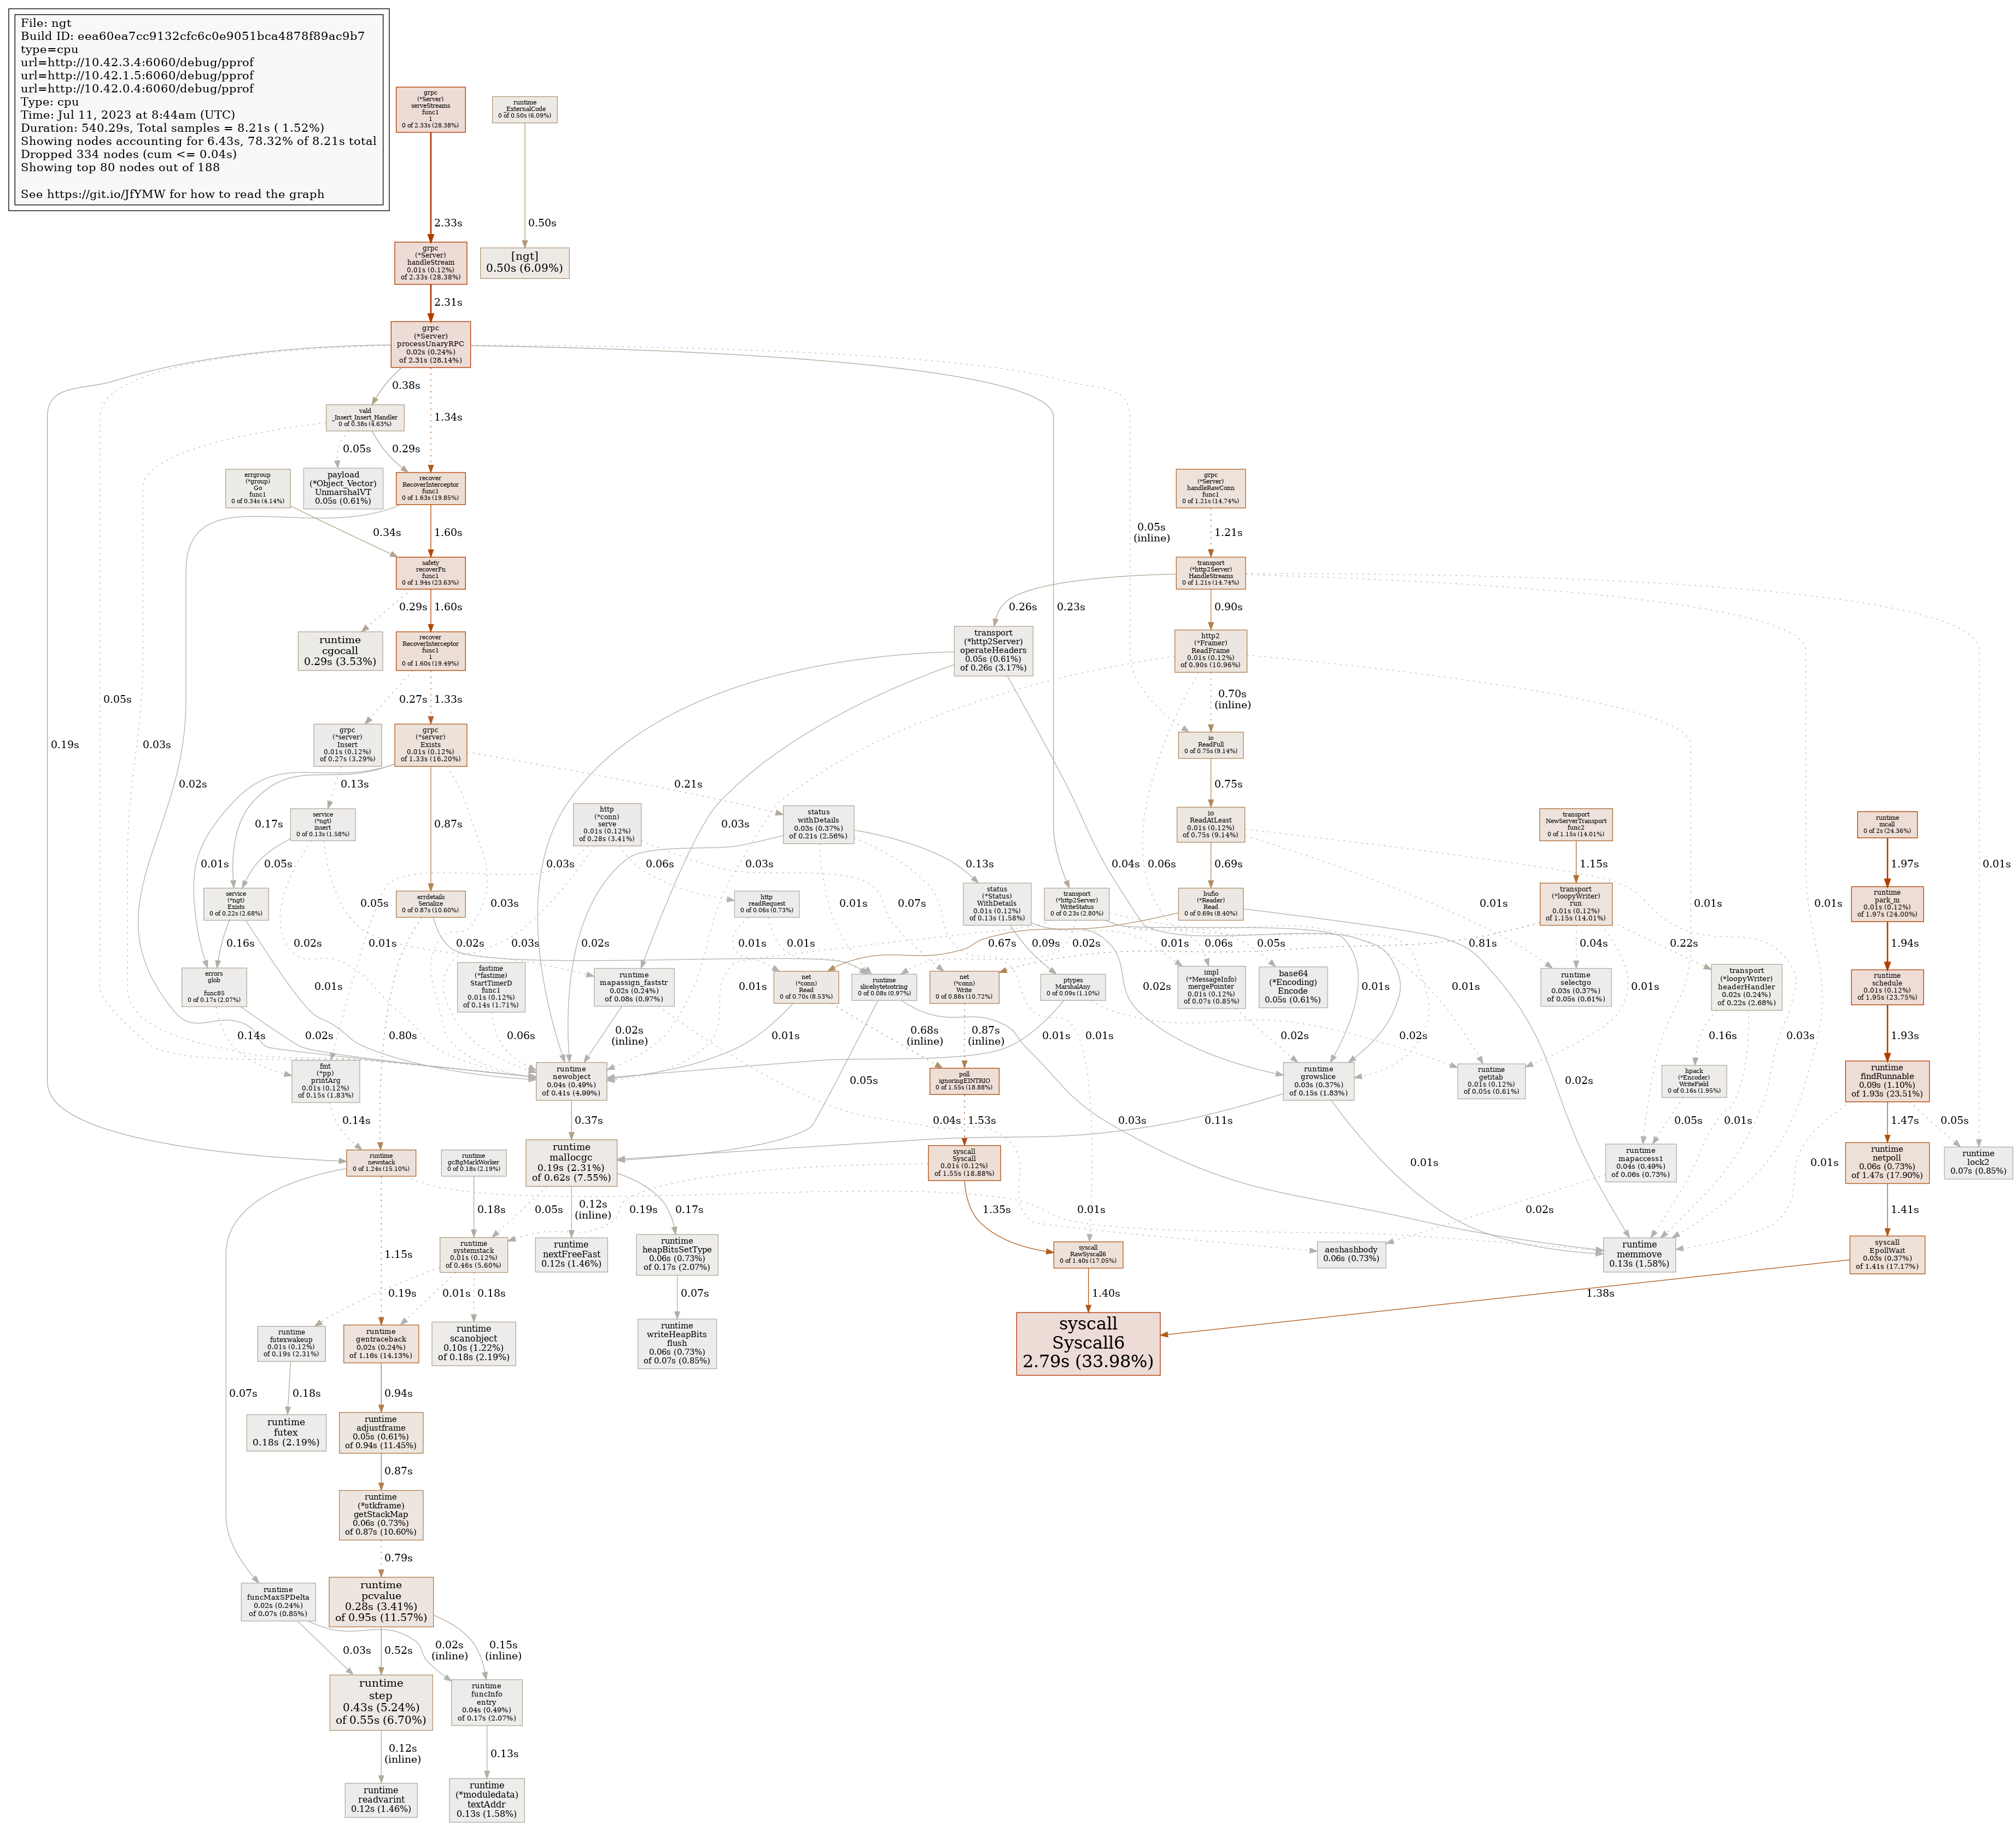 File: ngt
Build ID: eea60ea7cc9132cfc6c0e9051bca4878f89ac9b7
type=cpu
url=http://10.42.3.4:6060/debug/pprof
url=http://10.42.1.5:6060/debug/pprof
url=http://10.42.0.4:6060/debug/pprof
Type: cpu
Time: Jul 11, 2023 at 8:44am (UTC)
Duration: 540.29s, Total samples = 8.21s ( 1.52%)
Showing nodes accounting for 6.43s, 78.32% of 8.21s total
Dropped 334 nodes (cum <= 0.04s)
Showing top 80 nodes out of 188
See https://git.io/JfYMW for how to read the graph
grpc
(*Server)
serveStreams
func1
1
0 of 2.33s (28.38%)
runtime
_ExternalCode
0 of 0.50s (6.09%)
2.33s
0.50s
grpc
(*Server)
handleStream
0.01s (0.12%)
of 2.33s (28.38%)
[ngt]
0.50s (6.09%)
2.31s
grpc
(*Server)
processUnaryRPC
0.02s (0.24%)
of 2.31s (28.14%)
0.38s
1.34s
vald
_Insert_Insert_Handler
0 of 0.38s (4.63%)
0.05s
0.29s
errgroup
(*group)
Go
func1
0 of 0.34s (4.14%)
payload
(*Object_Vector)
UnmarshalVT
0.05s (0.61%)
recover
RecoverInterceptor
func1
0 of 1.63s (19.85%)
grpc
(*Server)
handleRawConn
func1
0 of 1.21s (14.74%)
0.34s
1.60s
0.05s
(inline)
1.21s
safety
recoverFn
func1
0 of 1.94s (23.63%)
transport
(*http2Server)
HandleStreams
0 of 1.21s (14.74%)
0.29s
1.60s
0.26s
0.23s
0.90s
runtime
cgocall
0.29s (3.53%)
recover
RecoverInterceptor
func1
1
0 of 1.60s (19.49%)
transport
(*http2Server)
operateHeaders
0.05s (0.61%)
of 0.26s (3.17%)
http2
(*Framer)
ReadFrame
0.01s (0.12%)
of 0.90s (10.96%)
0.05s
0.27s
1.33s
0.70s
(inline)
0.19s
0.03s
grpc
(*server)
Insert
0.01s (0.12%)
of 0.27s (3.29%)
grpc
(*server)
Exists
0.01s (0.12%)
of 1.33s (16.20%)
io
ReadFull
0 of 0.75s (9.14%)
0.02s
0.13s
0.21s
0.75s
service
(*ngt)
insert
0 of 0.13s (1.58%)
0.17s
0.87s
http
(*conn)
serve
0.01s (0.12%)
of 0.28s (3.41%)
status
withDetails
0.03s (0.37%)
of 0.21s (2.56%)
0.03s
io
ReadAtLeast
0.01s (0.12%)
of 0.75s (9.14%)
transport
NewServerTransport
func2
0 of 1.15s (14.01%)
runtime
mcall
0 of 2s (24.36%)
0.01s
0.05s
0.03s
0.06s
0.03s
0.13s
0.04s
0.06s
0.69s
1.15s
0.01s
1.97s
service
(*ngt)
Exists
0 of 0.22s (2.68%)
0.05s
errdetails
Serialize
0 of 0.87s (10.60%)
0.03s
http
readRequest
0 of 0.06s (0.73%)
0.01s
0.07s
status
(*Status)
WithDetails
0.01s (0.12%)
of 0.13s (1.58%)
transport
(*http2Server)
WriteStatus
0 of 0.23s (2.80%)
bufio
(*Reader)
Read
0 of 0.69s (8.40%)
0.01s
transport
(*loopyWriter)
run
0.01s (0.12%)
of 1.15s (14.01%)
0.01s
0.01s
runtime
park_m
0.01s (0.12%)
of 1.97s (24.00%)
0.16s
0.02s
0.01s
0.02s
0.03s
0.02s
0.01s
0.01s
0.67s
0.09s
0.02s
0.01s
0.06s
0.05s
0.81s
0.04s
0.22s
1.94s
errors
glob
.
func85
0 of 0.17s (2.07%)
0.01s
fastime
(*fastime)
StartTimerD
func1
0.01s (0.12%)
of 0.14s (1.71%)
runtime
mapassign_faststr
0.02s (0.24%)
of 0.08s (0.97%)
0.01s
net
(*conn)
Read
0 of 0.70s (8.53%)
runtime
slicebytetostring
0 of 0.08s (0.97%)
net
(*conn)
Write
0 of 0.88s (10.72%)
ptypes
MarshalAny
0 of 0.09s (1.10%)
0.02s
impl
(*MessageInfo)
mergePointer
0.01s (0.12%)
of 0.07s (0.85%)
base64
(*Encoding)
Encode
0.05s (0.61%)
0.01s
0.01s
runtime
selectgo
0.03s (0.37%)
of 0.05s (0.61%)
0.01s
transport
(*loopyWriter)
headerHandler
0.02s (0.24%)
of 0.22s (2.68%)
runtime
schedule
0.01s (0.12%)
of 1.95s (23.75%)
0.14s
0.02s
0.80s
0.06s
0.02s
(inline)
0.01s
0.68s
(inline)
0.87s
(inline)
0.01s
0.01s
0.02s
0.02s
0.16s
0.03s
1.93s
fmt
(*pp)
printArg
0.01s (0.12%)
of 0.15s (1.83%)
runtime
newobject
0.04s (0.49%)
of 0.41s (4.99%)
0.05s
poll
ignoringEINTRIO
0 of 1.55s (18.88%)
runtime
growslice
0.03s (0.37%)
of 0.15s (1.83%)
runtime
getitab
0.01s (0.12%)
of 0.05s (0.61%)
0.02s
hpack
(*Encoder)
WriteField
0 of 0.16s (1.95%)
runtime
findRunnable
0.09s (1.10%)
of 1.93s (23.51%)
0.14s
0.37s
0.04s
1.53s
0.03s
0.11s
0.05s
0.01s
1.47s
0.05s
runtime
newstack
0 of 1.24s (15.10%)
runtime
gcBgMarkWorker
0 of 0.18s (2.19%)
runtime
mallocgc
0.19s (2.31%)
of 0.62s (7.55%)
syscall
Syscall
0.01s (0.12%)
of 1.55s (18.88%)
0.01s
runtime
mapaccess1
0.04s (0.49%)
of 0.06s (0.73%)
0.01s
runtime
netpoll
0.06s (0.73%)
of 1.47s (17.90%)
runtime
lock2
0.07s (0.85%)
0.18s
0.05s
0.12s
(inline)
0.19s
0.17s
1.35s
0.01s
0.02s
1.41s
1.15s
runtime
systemstack
0.01s (0.12%)
of 0.46s (5.60%)
runtime
nextFreeFast
0.12s (1.46%)
runtime
heapBitsSetType
0.06s (0.73%)
of 0.17s (2.07%)
syscall
RawSyscall6
0 of 1.40s (17.05%)
aeshashbody
0.06s (0.73%)
runtime
memmove
0.13s (1.58%)
syscall
EpollWait
0.03s (0.37%)
of 1.41s (17.17%)
0.19s
0.01s
0.18s
0.07s
1.40s
1.38s
runtime
futexwakeup
0.01s (0.12%)
of 0.19s (2.31%)
runtime
gentraceback
0.02s (0.24%)
of 1.16s (14.13%)
runtime
scanobject
0.10s (1.22%)
of 0.18s (2.19%)
runtime
writeHeapBits
flush
0.06s (0.73%)
of 0.07s (0.85%)
syscall
Syscall6
2.79s (33.98%)
0.07s
0.18s
0.94s
runtime
futex
0.18s (2.19%)
runtime
adjustframe
0.05s (0.61%)
of 0.94s (11.45%)
0.87s
runtime
(*stkframe)
getStackMap
0.06s (0.73%)
of 0.87s (10.60%)
0.79s
runtime
funcMaxSPDelta
0.02s (0.24%)
of 0.07s (0.85%)
runtime
pcvalue
0.28s (3.41%)
of 0.95s (11.57%)
0.03s
0.52s
0.02s
(inline)
0.15s
(inline)
runtime
step
0.43s (5.24%)
of 0.55s (6.70%)
runtime
funcInfo
entry
0.04s (0.49%)
of 0.17s (2.07%)
0.12s
(inline)
0.13s
runtime
readvarint
0.12s (1.46%)
runtime
(*moduledata)
textAddr
0.13s (1.58%)